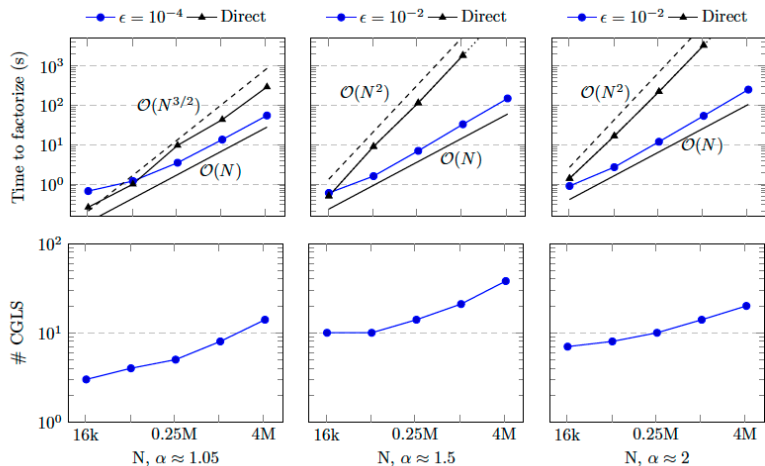 ϵ = 10⁻⁴ Direct
ϵ = 10⁻² Direct
ϵ = 10⁻² Direct
Time to factorize (s)
10³
10²
10¹
10⁰
O(N³/²)
O(N)
O(N²)
O(N)
O(N²)
O(N)
# CGLS
10²
10¹
10⁰
16k 0.25M 4M
N, α ≈ 1.05
16k 0.25M 4M
N, α ≈ 1.5
16k 0.25M 4M
N, α ≈ 2